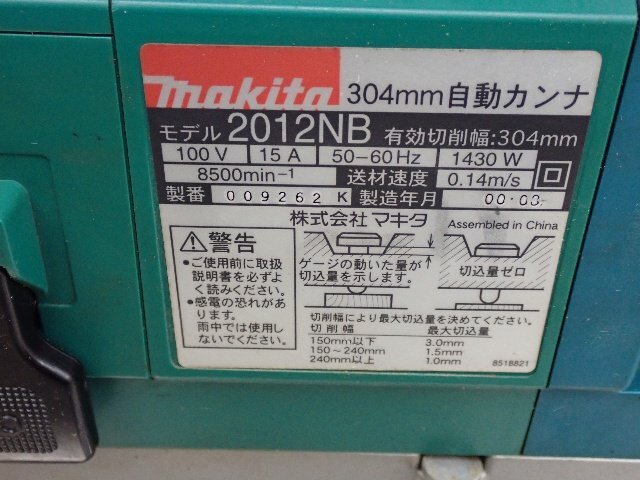 makita 304mm自動カンナ
モデル 2012NB 有効切削幅:304mm
100V 15A 50-60Hz 1430W
8500min⁻¹ 送材速度 0.14m/s
製番 009262K 製造年月 00・03
株式会社マキタ Assembled in China
警告
•ご使用前に取扱
説明書を必ずよ
く読みください。
•感電の恐れがあ
ります。
雨中では使用し
ないでください。
ゲージの動いた量が
切込量を示します。
切込量ゼロ
切削幅により最大切込量を決めてください。
切削幅 最大切込量
150mm以下 3.0mm
150～240mm 1.5mm
240mm以上 1.0mm
8518821